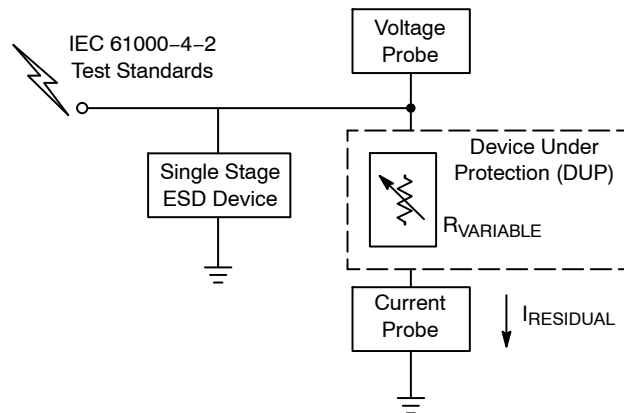 IEC 61000−4−2
Test Standards
Voltage
Probe
Single Stage
ESD Device
Device Under
Protection (DUP)
RVARIABLE
Current
Probe
IRESIDUAL